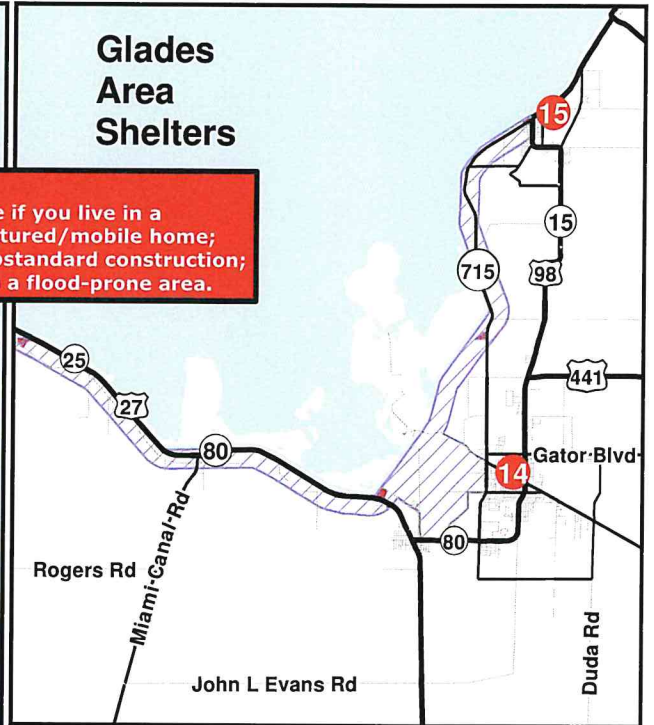 Glades
Area
Shelters
e if you live in a
tured/mobile home;
ostandard construction;
a flood-prone area.
15
15
715
98
25
27
441
80
Gator Blvd
14
80
Rogers Rd
Miami-Canal-Rd
Duda Rd
John L Evans Rd